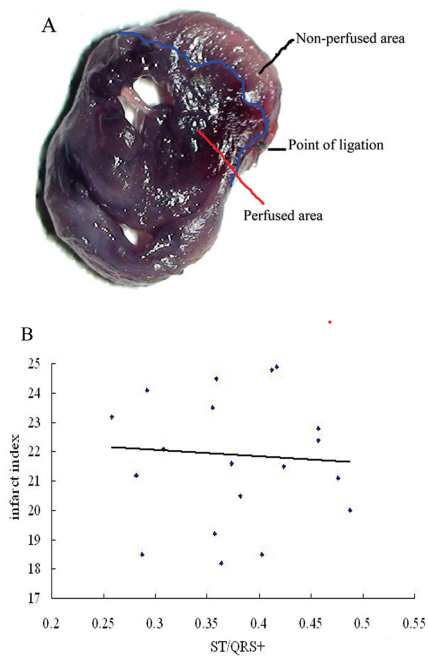 A
Non-perfused area
Point of ligation
Perfused area
B
25
24
23
22
21
20
19
18
17
infarct index
0.2
0.25
0.3
0.35
0.4
0.45
0.5
0.55
ST/QRS+